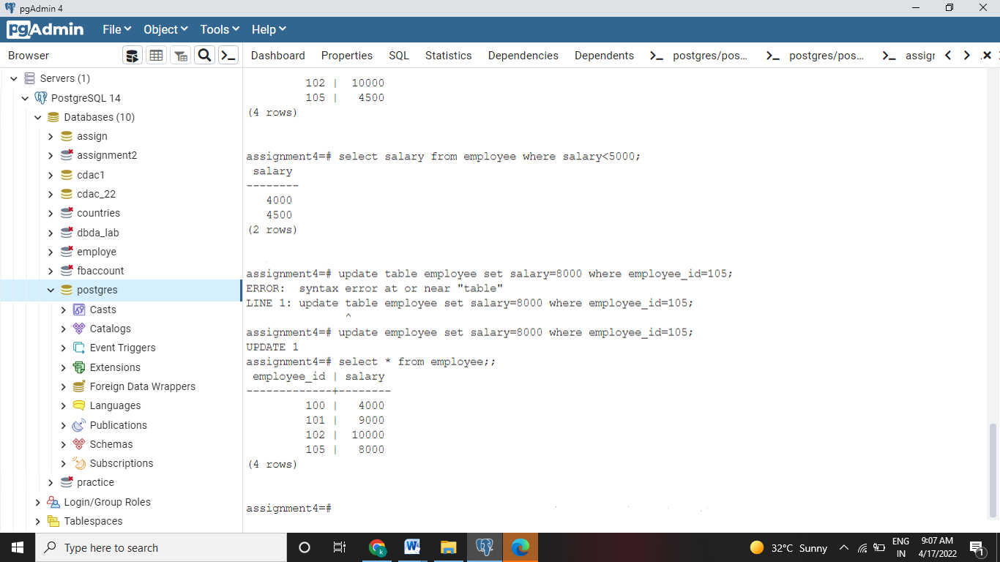 pgAdmin 4
pgAdmin File Object Tools Help
Browser
Dashboard Properties SQL Statistics Dependencies Dependents postgres/pos... postgres/pos... assigr
Servers (1)
PostgreSQL 14
Databases (10)
assign
assignment2
cdac1
cdac_22
countries
dbda_lab
employe
fbaccount
postgres
Casts
Catalogs
Event Triggers
Extensions
Foreign Data Wrappers
Languages
Publications
Schemas
Subscriptions
practice
Login/Group Roles
Tablespaces
102 | 10000
105 | 4500
(4 rows)
assignment4=# select salary from employee where salary<5000;
salary
--------
4000
4500
(2 rows)
assignment4=# update table employee set salary=8000 where employee_id=105;
ERROR:  syntax error at or near "table"
LINE 1: update table employee set salary=8000 where employee_id=105;
^
assignment4=# update employee set salary=8000 where employee_id=105;
UPDATE 1
assignment4=# select * from employee;;
employee_id | salary
-------------+--------
100 | 4000
101 | 9000
102 | 10000
105 | 8000
(4 rows)
assignment4=#
Type here to search
k
W
32°C Sunny
ENG
IN
9:07 AM
4/17/2022
1